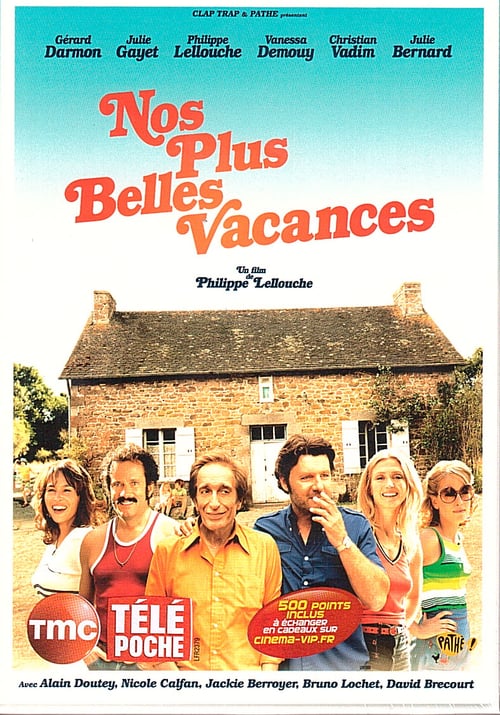 CLAP TRAP & PATHE présentent
Gérard Darmon
Julie Gayet
Philippe Lellouche
Vanessa Demouy
Christian Vadim
Julie Bernard
Nos
Plus
Belles
Vacances
Un film
de
Philippe Lellouche
TMC
TÉLÉ
POCHE
500 POINTS
INCLUS
À ÉCHANGER
EN CADEAUX SUR
CINEMA-VIP.FR
PATHÉ!
Avec Alain Doutey, Nicole Calfan, Jackie Berroyer, Bruno Lochet, David Brecourt